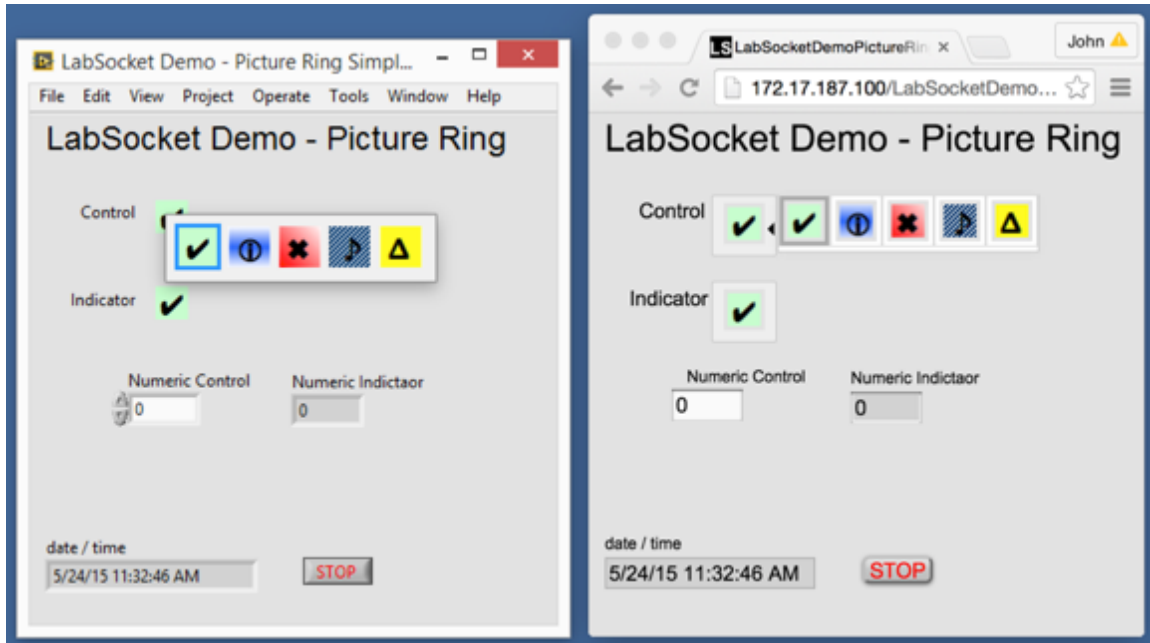 LabSocket Demo - Picture Ring Simpl...
File Edit View Project Operate Tools Window Help
LabSocket Demo - Picture Ring
Control
Indicator
Numeric Control Numeric Indictaor
0 0
date / time
5/24/15 11:32:46 AM STOP
LS LabSocketDemoPictureRin John
172.17.187.100/LabSocketDemo...
LabSocket Demo - Picture Ring
Control
Indicator
Numeric Control Numeric Indictaor
0 0
date / time
5/24/15 11:32:46 AM STOP